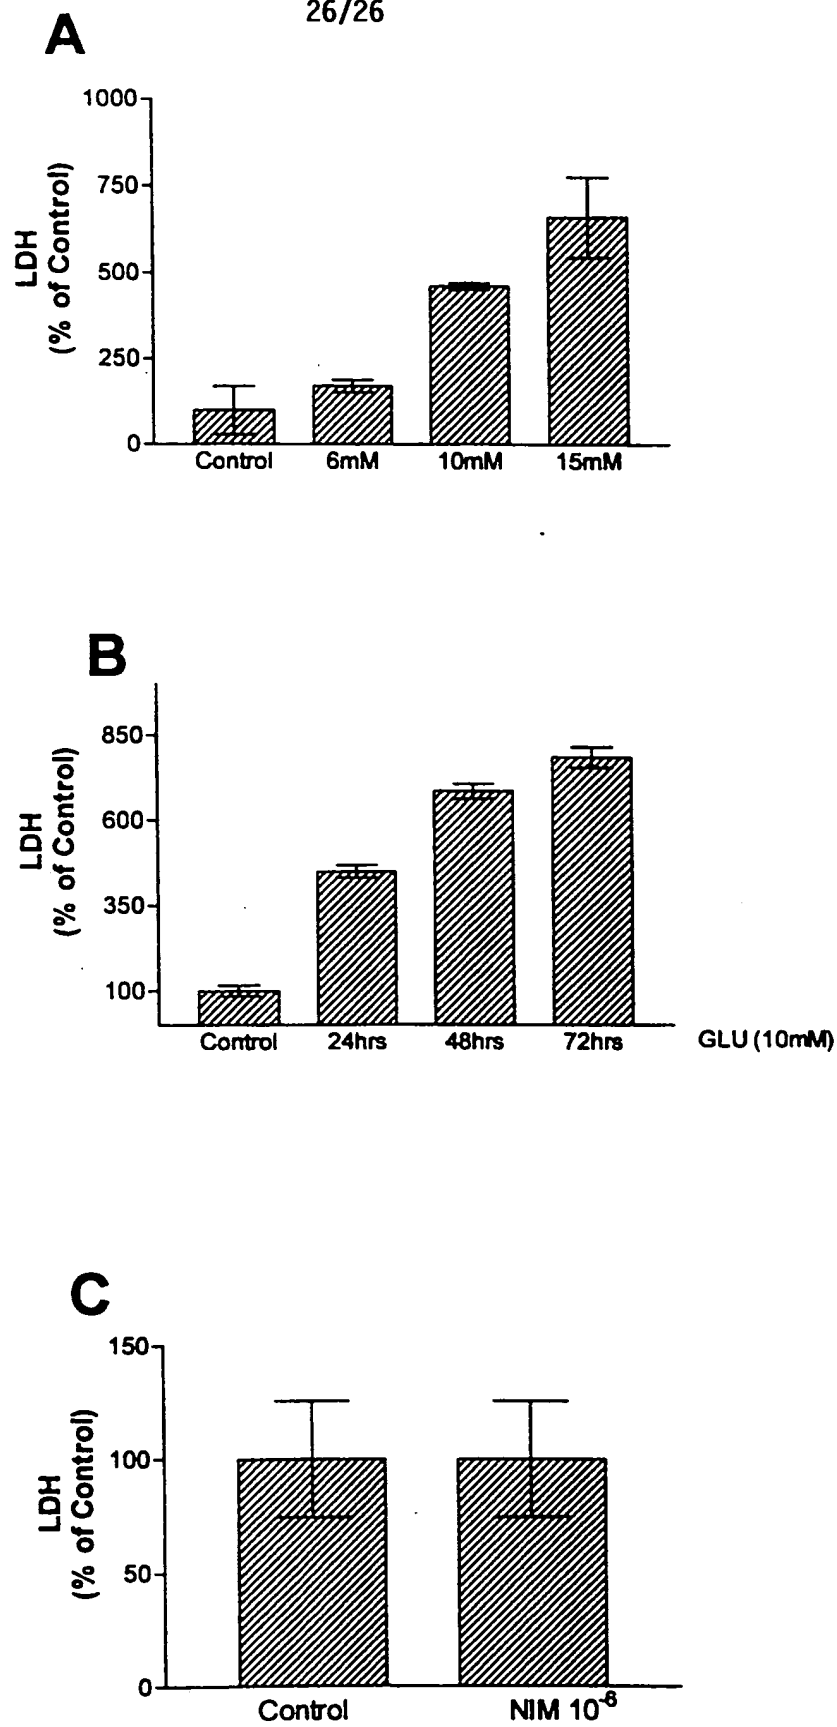 26/26
A
LDH
(% of Control)
1000
750
500
250
0
Control 6mM 10mM 15mM
B
LDH
(% of Control)
850
600
350
100
Control 24hrs 48hrs 72hrs GLU (10mM)
C
LDH
(% of Control)
150
100
50
0
Control NIM 10⁻⁶